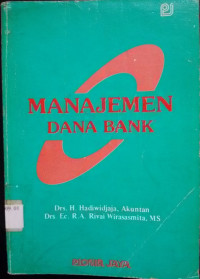 MANAJEMEN
DANA BANK
Drs. H. Hadiwidjaja, Akuntan
Drs. Ec. R.A. Rivai Wirasasmita, MS
PIONIR JAYA